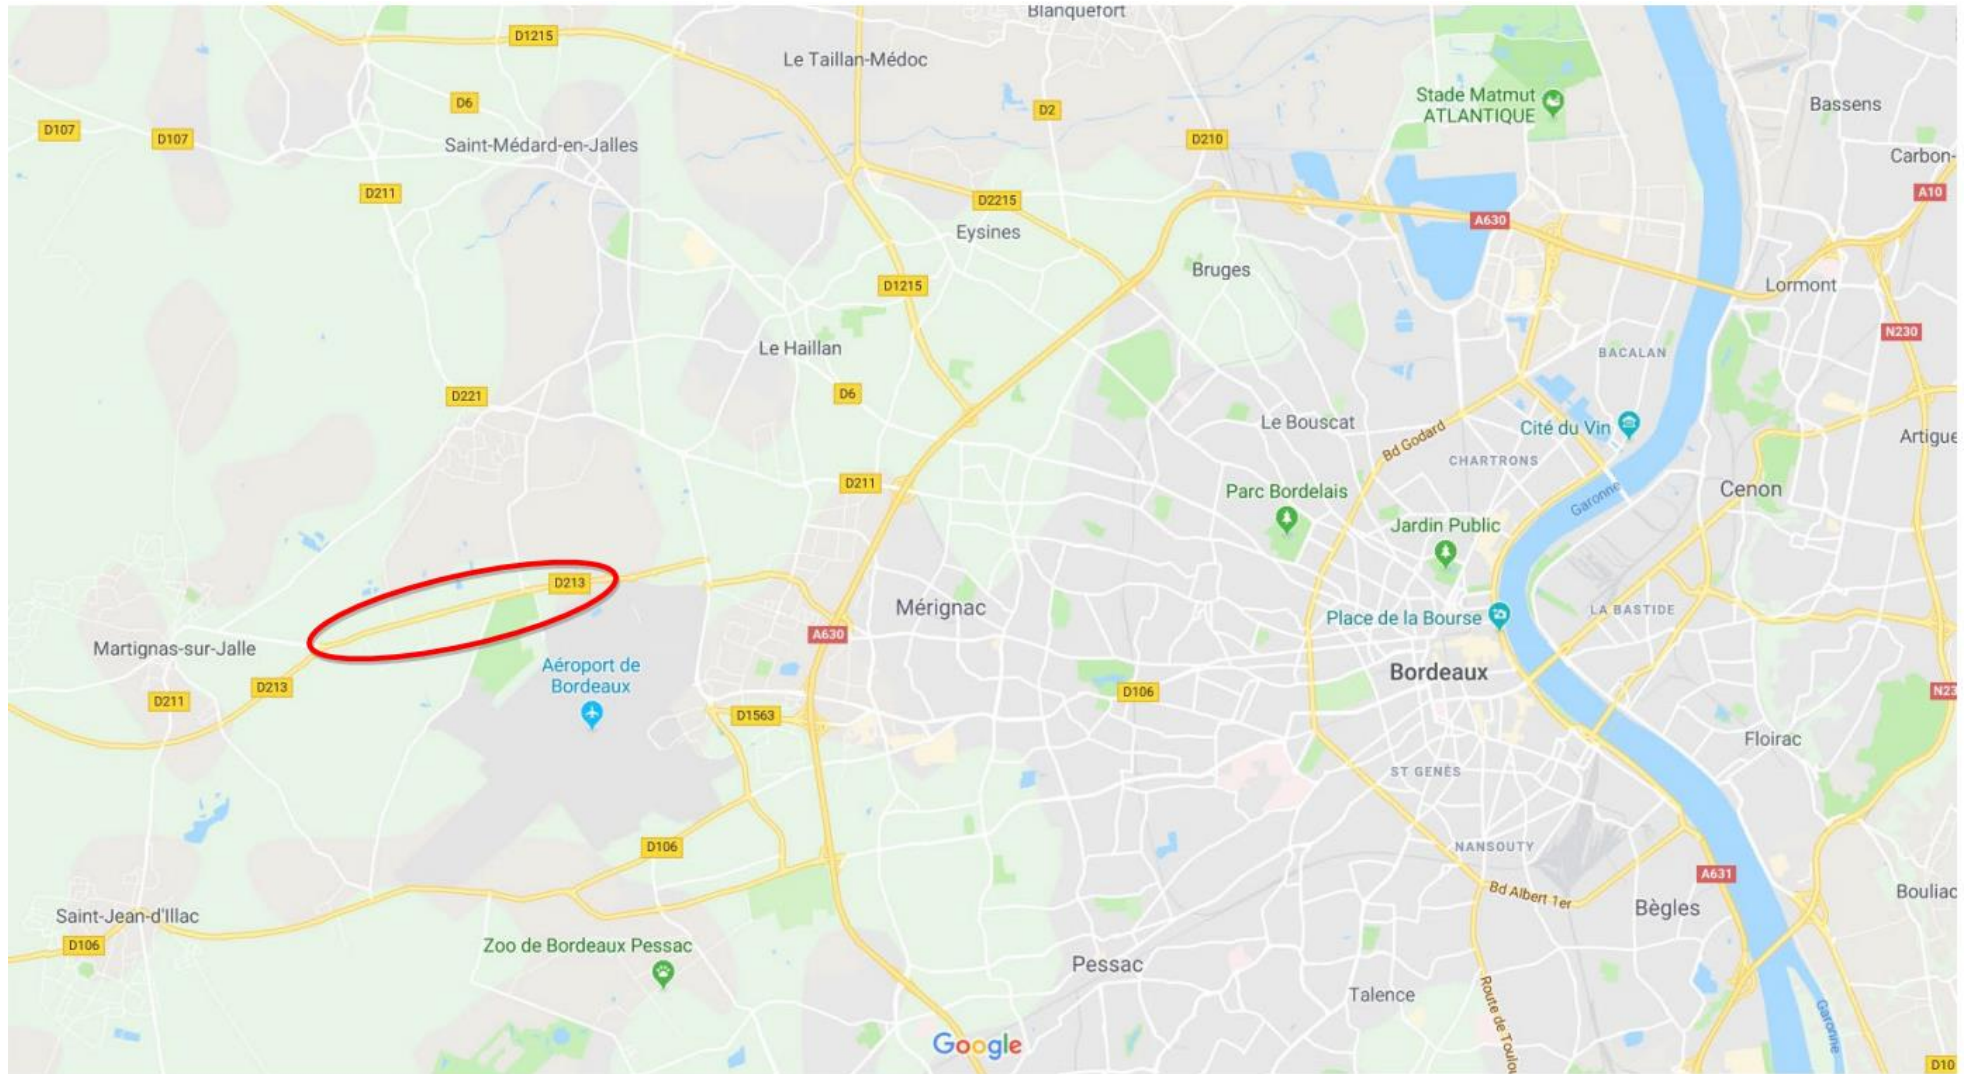 Blanquefort
D1215
Le Taillan-Médoc
Stade Matmut
ATLANTIQUE
Bassens
D6
D2
D107
D107
Saint-Médard-en-Jalles
D210
Carbon-
D211
A10
D2215
A630
Eysines
Bruges
D1215
Lormont
N230
Le Haillan
BACALAN
D221
D6
Le Bouscat
Bd Godard
Cité du Vin
Artigue
CHARTRONS
D211
Parc Bordelais
Garonne
Cenon
Jardin Public
D213
Mérignac
Place de la Bourse
LA BASTIDE
A630
Martignas-sur-Jalle
Aéroport de
Bordeaux
Bordeaux
D213
D211
D106
N23
D1563
Floirac
ST GENÈS
D106
NANSOUTY
A631
Bd Albert 1er
Bègles
Bouliac
Saint-Jean-d'Illac
D106
Zoo de Bordeaux Pessac
Pessac
Talence
Route de Toulou
Garonne
Google
D10